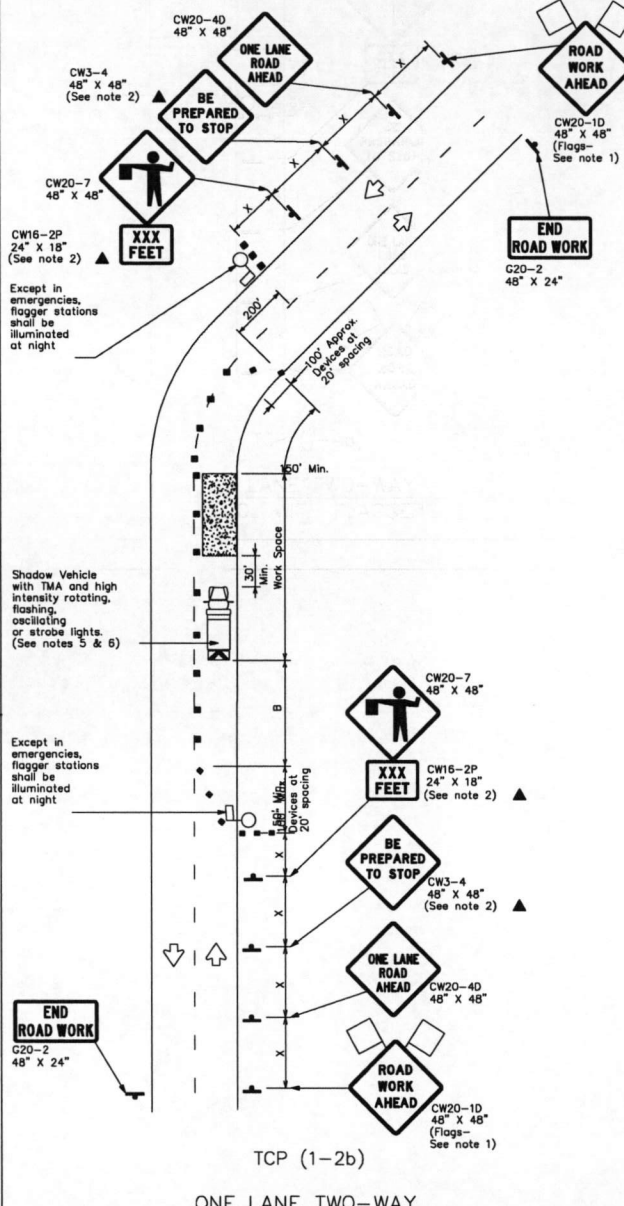 CW20-4D
48" X 48"
ONE LANE
ROAD
AHEAD
ROAD
WORK
AHEAD
CW20-1D
48" X 48"
(Flags-
See note 1)
CW3-4
48" X 48"
(See note 2)
BE
PREPARED
TO STOP
CW20-7
48" X 48"
XXX
FEET
CW16-2P
24" X 18"
(See note 2)
END
ROAD WORK
G20-2
48" X 24"
X
X
X
X
Except in
emergencies,
flagger stations
shall be
illuminated
at night
200'
100' Approx.
Devices at
20' spacing
150' Min.
Work Space
30'
Min.
Shadow Vehicle
with TMA and high
intensity rotating,
flashing,
oscillating
or strobe lights.
(See notes 5 & 6)
B
CW20-7
48" X 48"
XXX
FEET
CW16-2P
24" X 18"
(See note 2)
Except in
emergencies,
flagger stations
shall be
illuminated
at night
Devices at
20' spacing
X
X
X
X
BE
PREPARED
TO STOP
CW3-4
48" X 48"
(See note 2)
ONE LANE
ROAD
AHEAD
CW20-4D
48" X 48"
END
ROAD WORK
G20-2
48" X 24"
ROAD
WORK
AHEAD
CW20-1D
48" X 48"
(Flags-
See note 1)
TCP (1-2b)
ONE LANE TWO-WAY